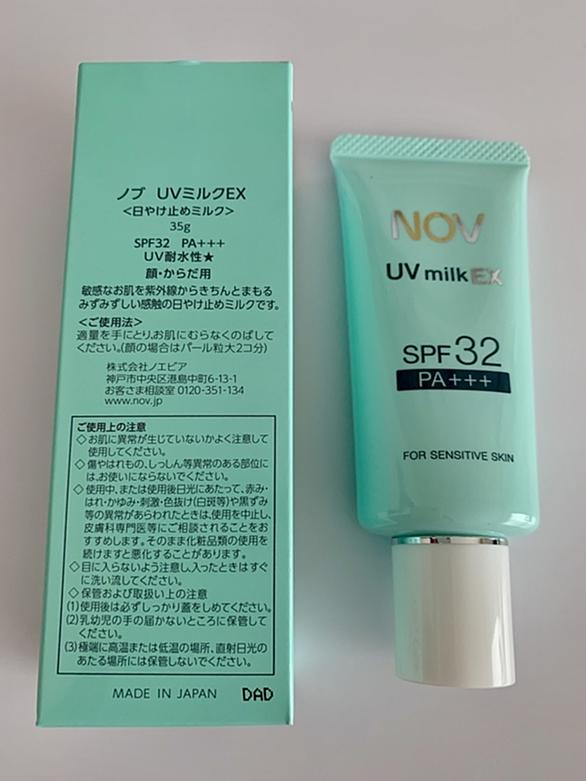 ノブ UVミルクEX
<日やけ止めミルク>
35g
SPF32 PA+++
UV耐水性★
顔・からだ用
敏感なお肌を紫外線からきちんとまもる
みずみずしい感触の日やけ止めミルクです。
<ご使用法>
適量を手にとり、お肌にむらなくのばして
ください。(顔の場合はパール粒大2コ分)
株式会社ノエビア
神戸市中央区港島中町6-13-1
お客さま相談室 0120-351-134
www.nov.jp
ご使用上の注意
◇お肌に異常が生じていないかよく注意して
使用してください。
◇傷やはれもの、しっしん等異常のある部位に
は、お使いにならないでください。
◇使用中、または使用後日光にあたって、赤み・
はれ・かゆみ・刺激・色抜け(白斑等)や黒ずみ
等の異常があらわれたときは、使用を中止し、
皮膚科専門医等にご相談されることをお
すすめします。そのまま化粧品類の使用を
続けますと悪化することがあります。
◇目に入らないよう注意し、入ったときはすぐ
に洗い流してください。
◇保管および取扱い上の注意
(1)使用後は必ずしっかり蓋をしめてください。
(2)乳幼児の手の届かないところに保管して
ください。
(3)極端に高温または低温の場所、直射日光の
あたる場所には保管しないでください。
MADE IN JAPAN DAD
NOV
UV milk EX
SPF 32
PA+++
FOR SENSITIVE SKIN